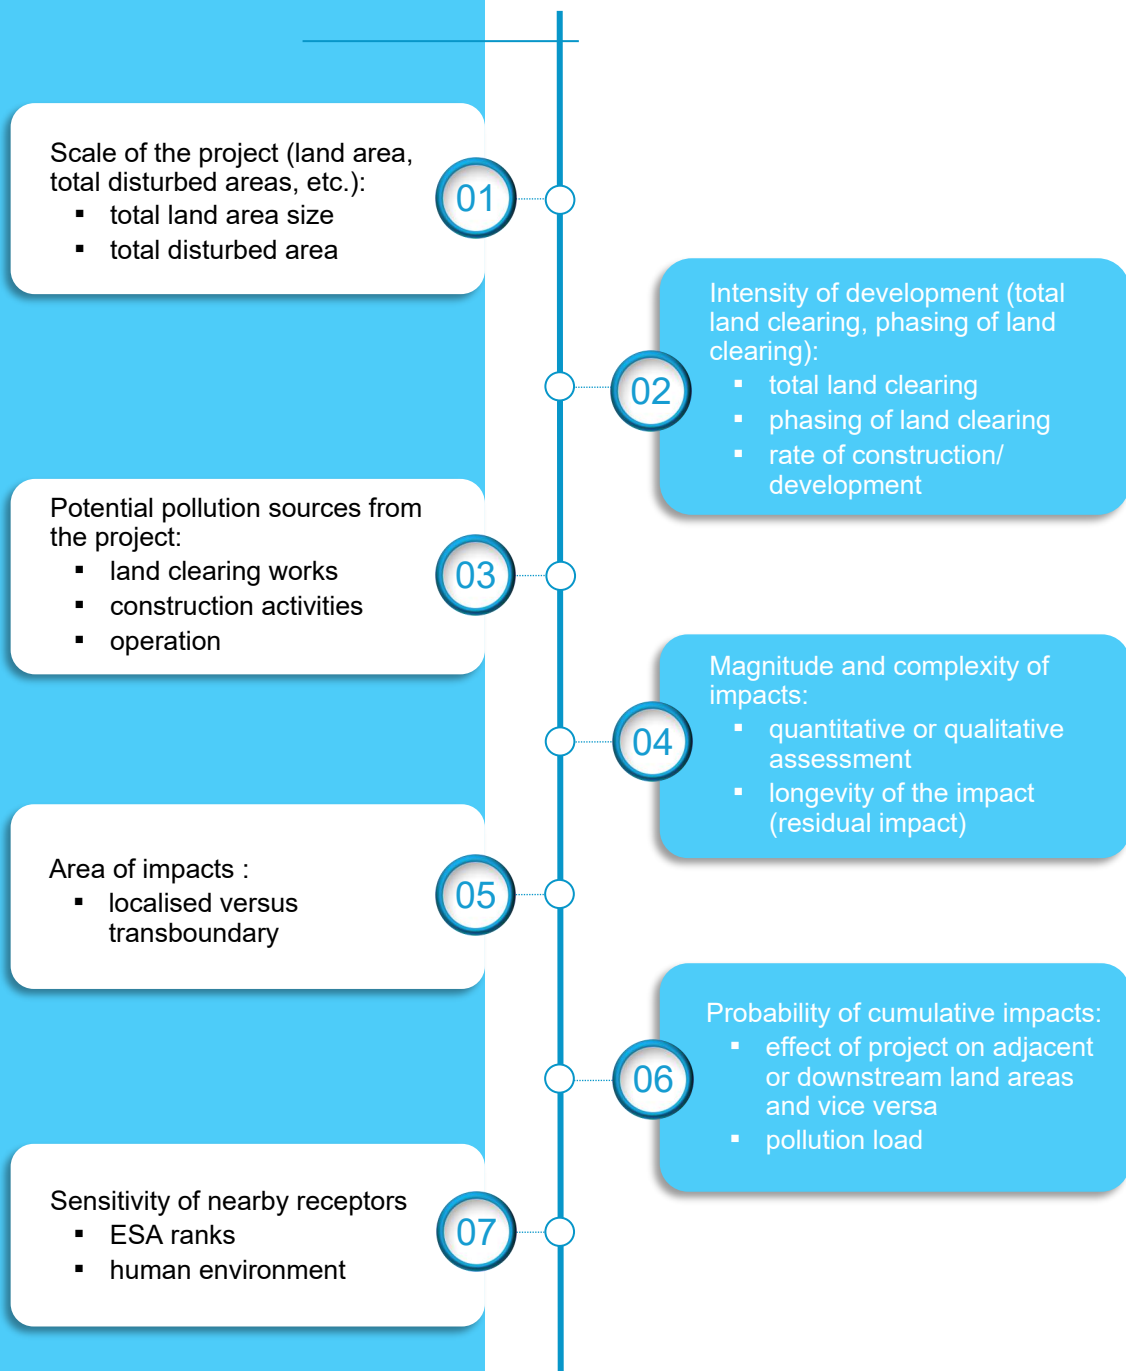 Scale of the project (land area,
total disturbed areas, etc.):
▪ total land area size
▪ total disturbed area
01
Intensity of development (total
land clearing, phasing of land
clearing):
▪ total land clearing
▪ phasing of land clearing
▪ rate of construction/
development
02
Potential pollution sources from
the project:
▪ land clearing works
▪ construction activities
▪ operation
03
Magnitude and complexity of
impacts:
▪ quantitative or qualitative
assessment
▪ longevity of the impact
(residual impact)
04
Area of impacts :
▪ localised versus
transboundary
05
Probability of cumulative impacts:
▪ effect of project on adjacent
or downstream land areas
and vice versa
▪ pollution load
06
Sensitivity of nearby receptors
▪ ESA ranks
▪ human environment
07